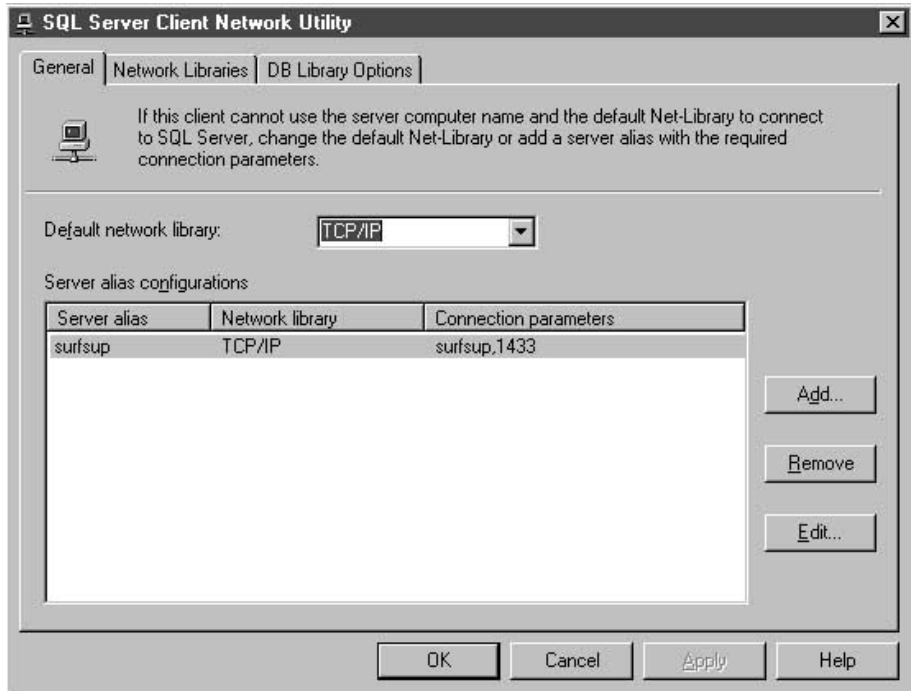 SQL Server Client Network Utility
General Network Libraries DB Library Options
If this client cannot use the server computer name and the default Net-Library to connect
to SQL Server, change the default Net-Library or add a server alias with the required
connection parameters.
Default network library: TCP/IP
Server alias configurations
Server alias Network library Connection parameters
surfsup TCP/IP surfsup,1433
Add...
Remove
Edit...
OK Cancel Apply Help